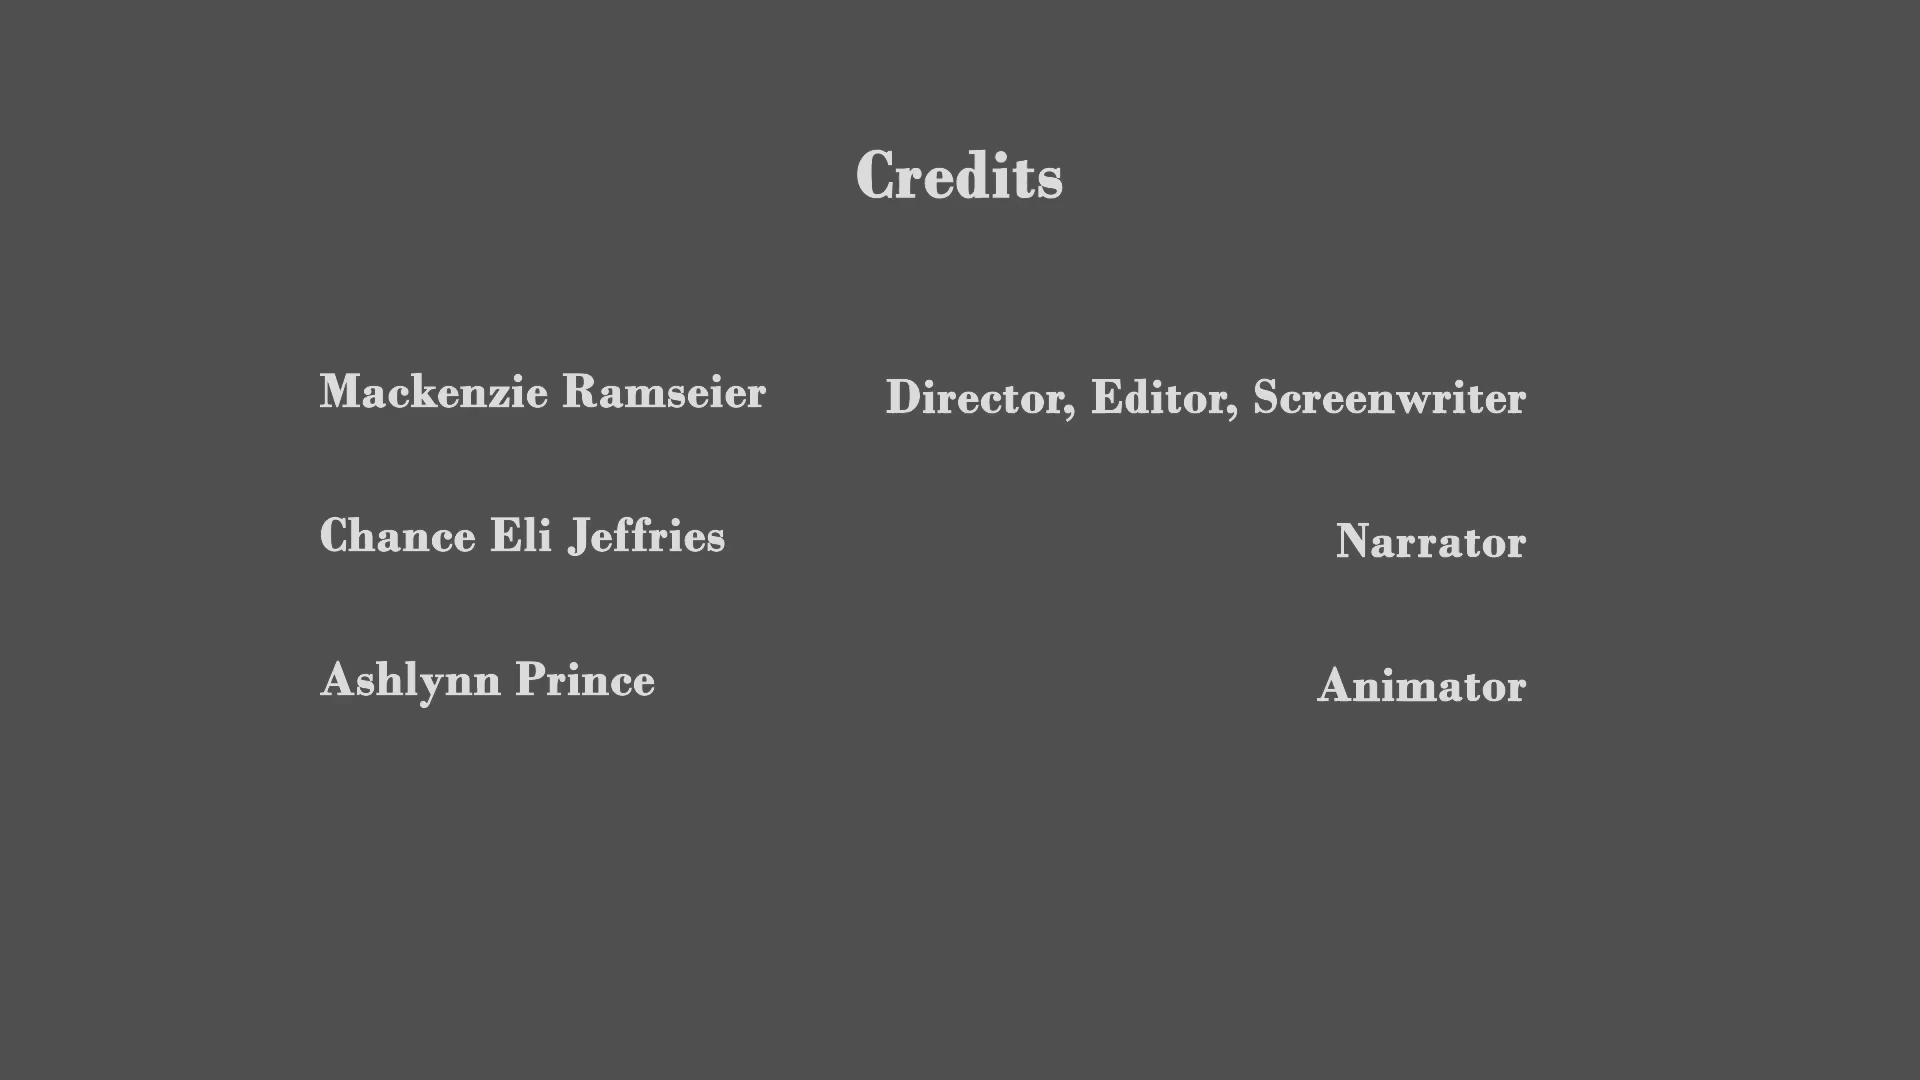 Credits
Mackenzie Ramseier Director, Editor, Screenwriter
Chance Eli Jeffries Narrator
Ashlynn Prince Animator